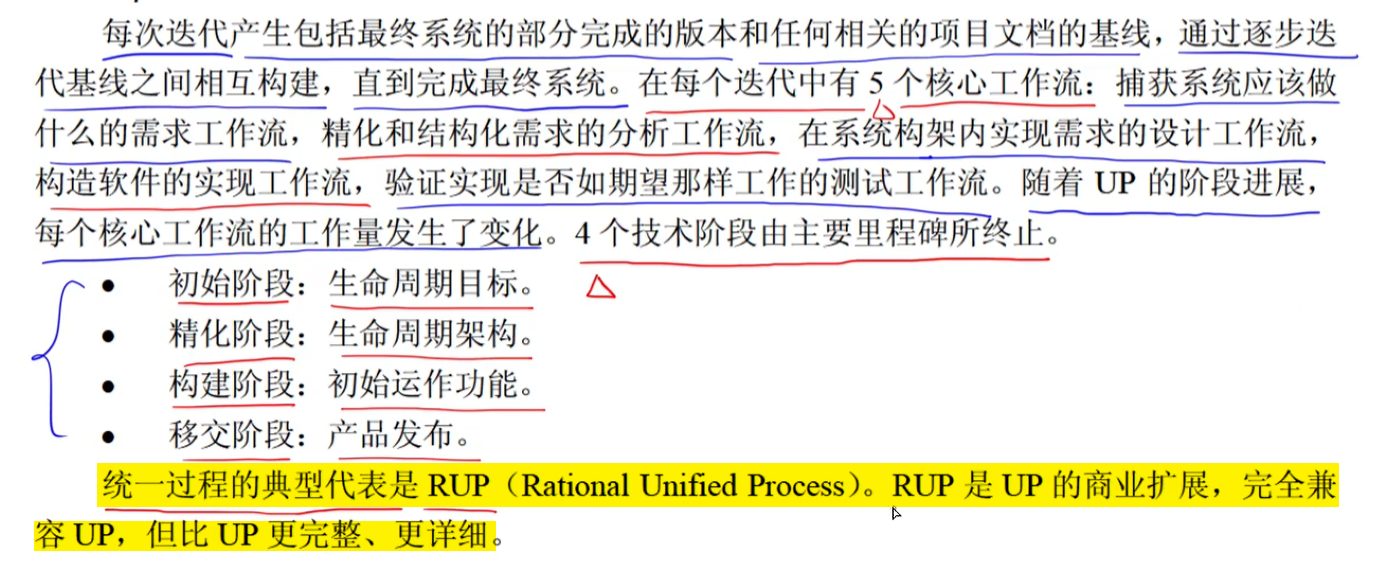 每次迭代产生包括最终系统的部分完成的版本和任何相关的项目文档的基线，通过逐步迭
代基线之间相互构建，直到完成最终系统。在每个迭代中有 5 个核心工作流：捕获系统应该做
什么的需求工作流，精化和结构化需求的分析工作流，在系统构架内实现需求的设计工作流，
构造软件的实现工作流，验证实现是否如期望那样工作的测试工作流。随着 UP 的阶段进展，
每个核心工作流的工作量发生了变化。4 个技术阶段由主要里程碑所终止。
● 初始阶段：生命周期目标。
● 精化阶段：生命周期架构。
● 构建阶段：初始运作功能。
● 移交阶段：产品发布。
统一过程的典型代表是 RUP（Rational Unified Process）。RUP 是 UP 的商业扩展，完全兼
容 UP，但比 UP 更完整、更详细。